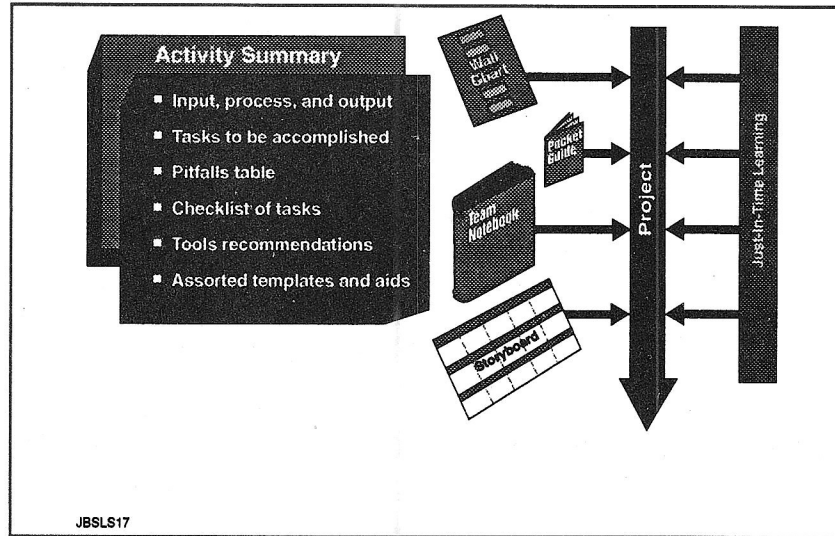 Activity Summary
▪ Input, process, and output
▪ Tasks to be accomplished
▪ Pitfalls table
▪ Checklist of tasks
▪ Tools recommendations
▪ Assorted templates and aids
Wall
Chart
Pocket
Guide
Team
Notebook
Storyboard
Project
Just-In-Time Learning
JBSLS17